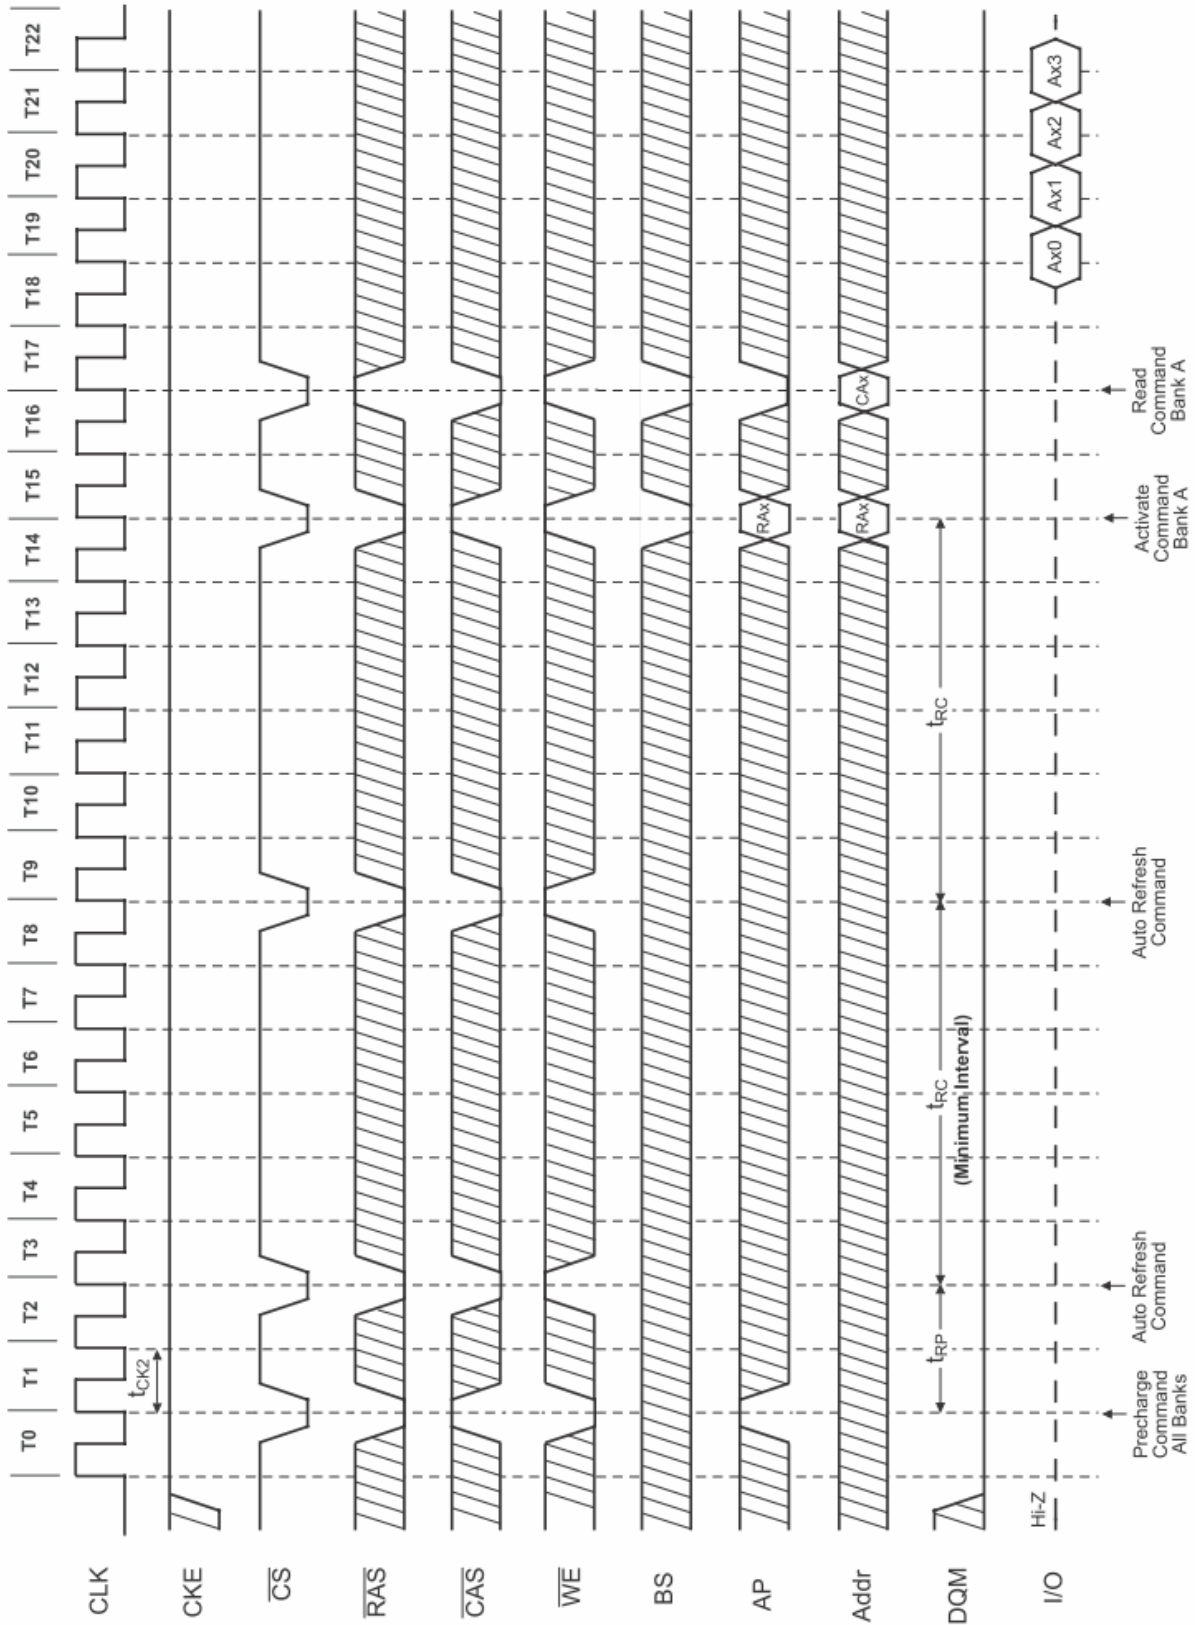 T0 T1 T2 T3 T4 T5 T6 T7 T8 T9 T10 T11 T12 T13 T14 T15 T16 T17 T18 T19 T20 T21 T22
CLK
tCK2
CKE
CS
RAS
CAS
WE
BS
AP
RAx
Addr
RAx CAx
DQM
tRP tRC tRC
(Minimum Interval)
I/O
Hi-Z
Ax0 Ax1 Ax2 Ax3
Precharge
Command
All Banks
Auto Refresh
Command
Auto Refresh
Command
Activate
Command
Bank A
Read
Command
Bank A